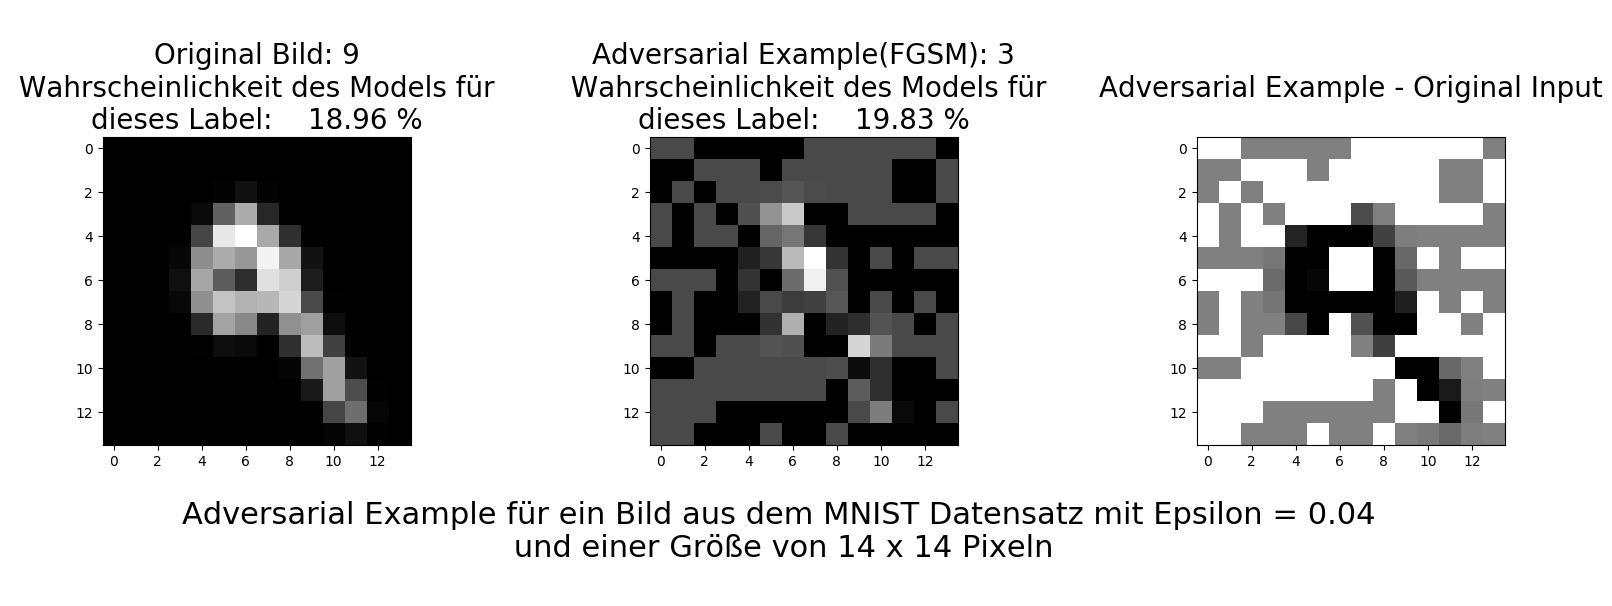 Original Bild: 9
Wahrscheinlichkeit des Models für
dieses Label: 18.96 %
0
2
4
6
8
10
12
0 2 4 6 8 10 12
Adversarial Example(FGSM): 3
Wahrscheinlichkeit des Models für
dieses Label: 19.83 %
0
2
4
6
8
10
12
0 2 4 6 8 10 12
Adversarial Example - Original Input
0
2
4
6
8
10
12
0 2 4 6 8 10 12
Adversarial Example für ein Bild aus dem MNIST Datensatz mit Epsilon = 0.04
und einer Größe von 14 x 14 Pixeln